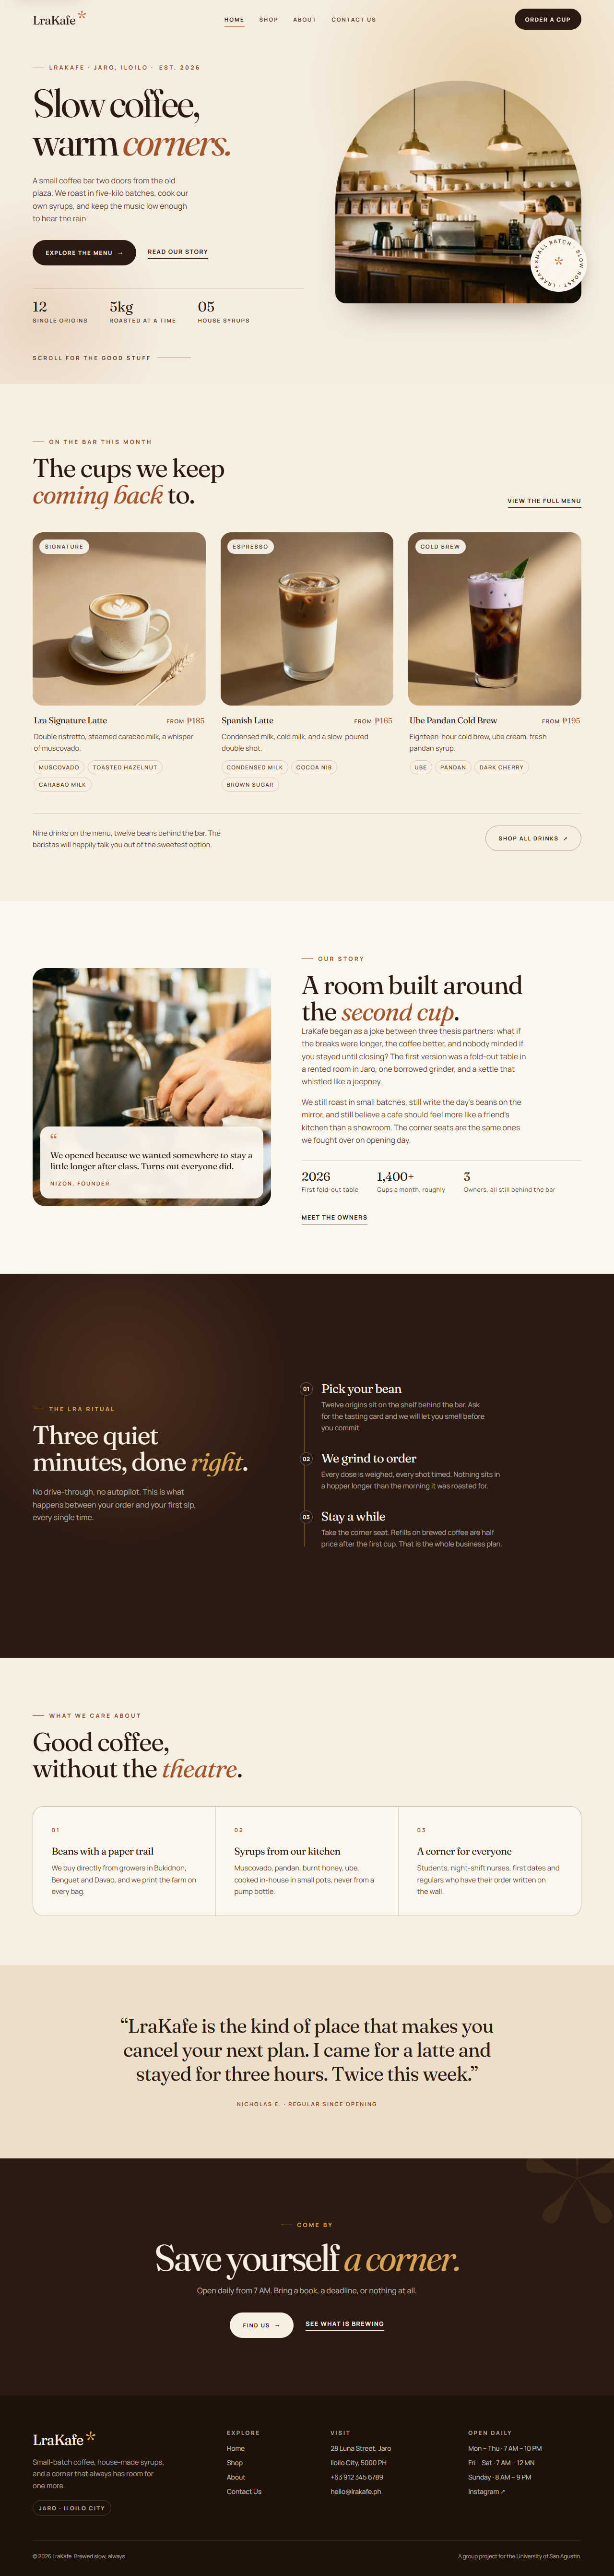 LraKafe
HOME
SHOP
ABOUT
CONTACT US
ORDER A CUP
LRAKAFE · JARO, ILOILO · EST. 2026
Slow coffee,
warm corners.
A small coffee bar two doors from the old
plaza. We roast in five-kilo batches, cook our
own syrups, and keep the music low enough
to hear the rain.
EXPLORE THE MENU →
READ OUR STORY
SMALL BATCH · SLOW ROAST · LRAKAFE
12
SINGLE ORIGINS
5kg
ROASTED AT A TIME
05
HOUSE SYRUPS
SCROLL FOR THE GOOD STUFF
ON THE BAR THIS MONTH
The cups we keep
coming back to.
VIEW THE FULL MENU
SIGNATURE
Lra Signature Latte
FROM ₱185
Double ristretto, steamed carabao milk, a whisper
of muscovado.
MUSCOVADO
TOASTED HAZELNUT
CARABAO MILK
ESPRESSO
Spanish Latte
FROM ₱165
Condensed milk, cold milk, and a slow-poured
double shot.
CONDENSED MILK
COCOA NIB
BROWN SUGAR
COLD BREW
Ube Pandan Cold Brew
FROM ₱195
Eighteen-hour cold brew, ube cream, fresh
pandan syrup.
UBE
PANDAN
DARK CHERRY
Nine drinks on the menu, twelve beans behind the bar. The
baristas will happily talk you out of the sweetest option.
SHOP ALL DRINKS ↗
OUR STORY
A room built around
the second cup.
LraKafe began as a joke between three thesis partners: what if
the breaks were longer, the coffee better, and nobody minded if
you stayed until closing? The first version was a fold-out table in
a rented room in Jaro, one borrowed grinder, and a kettle that
whistled like a jeepney.
We still roast in small batches, still write the day's beans on the
mirror, and still believe a cafe should feel more like a friend's
kitchen than a showroom. The corner seats are the same ones
we fought over on opening day.
“
We opened because we wanted somewhere to stay a
little longer after class. Turns out everyone did.
NIZON, FOUNDER
2026
First fold-out table
1,400+
Cups a month, roughly
3
Owners, all still behind the bar
MEET THE OWNERS
THE LRA RITUAL
Three quiet
minutes, done right.
No drive-through, no autopilot. This is what
happens between your order and your first sip,
every single time.
01
Pick your bean
Twelve origins sit on the shelf behind the bar. Ask
for the tasting card and we will let you smell before
you commit.
02
We grind to order
Every dose is weighed, every shot timed. Nothing sits in
a hopper longer than the morning it was roasted for.
03
Stay a while
Take the corner seat. Refills on brewed coffee are half
price after the first cup. That is the whole business plan.
WHAT WE CARE ABOUT
Good coffee,
without the theatre.
01
Beans with a paper trail
We buy directly from growers in Bukidnon,
Benguet and Davao, and we print the farm on
every bag.
02
Syrups from our kitchen
Muscovado, pandan, burnt honey, ube,
cooked in-house in small pots, never from a
pump bottle.
03
A corner for everyone
Students, night-shift nurses, first dates and
regulars who have their order written on
the wall.
“LraKafe is the kind of place that makes you
cancel your next plan. I came for a latte and
stayed for three hours. Twice this week.”
NICHOLAS E. · REGULAR SINCE OPENING
COME BY
Save yourself a corner.
Open daily from 7 AM. Bring a book, a deadline, or nothing at all.
FIND US →
SEE WHAT IS BREWING
LraKafe
Small-batch coffee, house-made syrups,
and a corner that always has room for
one more.
JARO · ILOILO CITY
EXPLORE
Home
Shop
About
Contact Us
VISIT
28 Luna Street, Jaro
Iloilo City, 5000 PH
+63 912 345 6789
hello@lrakafe.ph
OPEN DAILY
Mon – Thu · 7 AM – 10 PM
Fri – Sat · 7 AM – 12 MN
Sunday · 8 AM – 9 PM
Instagram ↗
© 2026 LraKafe. Brewed slow, always.
A group project for the University of San Agustin.